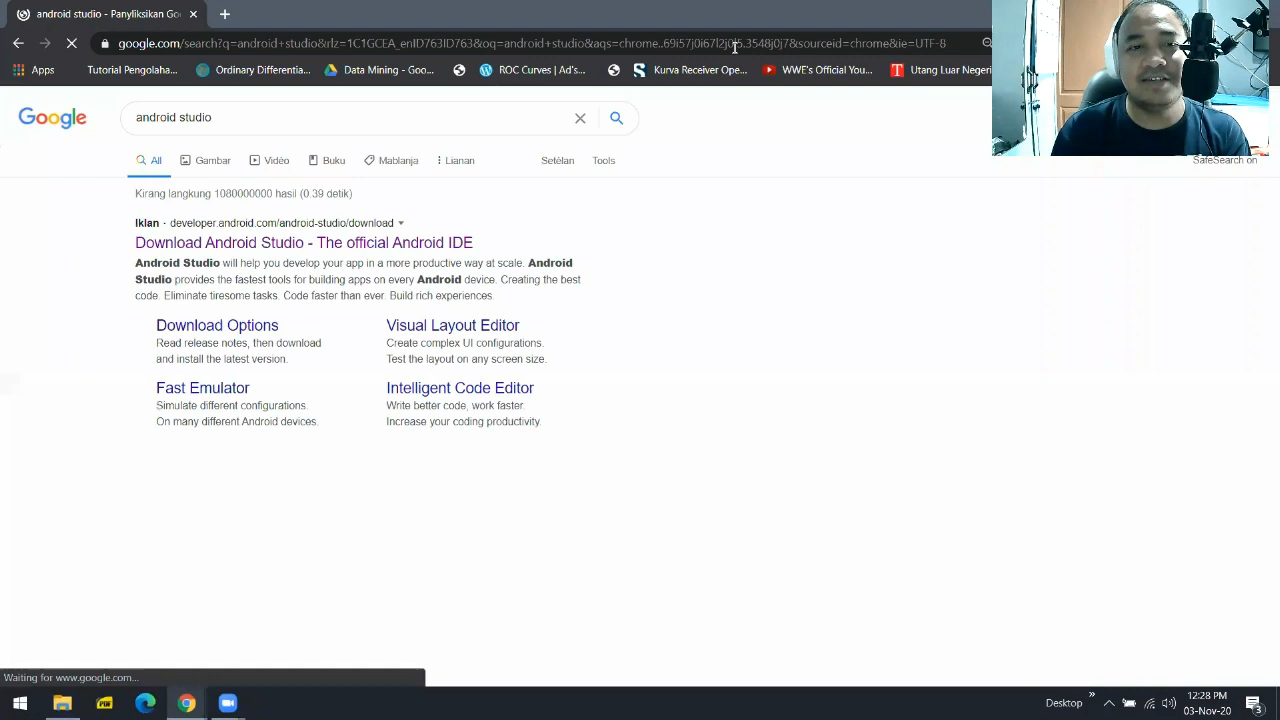 android studio - Panyliksikan Go
google.com/search?q=android+studio&rlz=1C1GCEA_enID763ID763&oq=android+studio&aqs=chrome..69i57j0i67l2j0l5.3548j0j7&sourceid=chrome&ie=UTF-8
Apps
Tutorial Pengolaha...
Ordinary Differentia...
Data Mining - Goo...
ROC Curves | Ad's...
Kurva Receiver Ope...
WWE's Official You...
Utang Luar Negeri
Google
android studio
All
Gambar
Vidéo
Buku
Mablanja
Lianan
Setélan
Tools
SafeSearch on
Kirang langkung 1080000000 hasil (0.39 detik)
Iklan · developer.android.com/android-studio/download
Download Android Studio - The official Android IDE
Android Studio will help you develop your app in a more productive way at scale. Android
Studio provides the fastest tools for building apps on every Android device. Creating the best
code. Eliminate tiresome tasks. Code faster than ever. Build rich experiences.
Download Options
Read release notes, then download
and install the latest version.
Visual Layout Editor
Create complex UI configurations.
Test the layout on any screen size.
Fast Emulator
Simulate different configurations.
On many different Android devices.
Intelligent Code Editor
Write better code, work faster.
Increase your coding productivity.
Waiting for www.google.com...
Desktop
12:28 PM
03-Nov-20
3